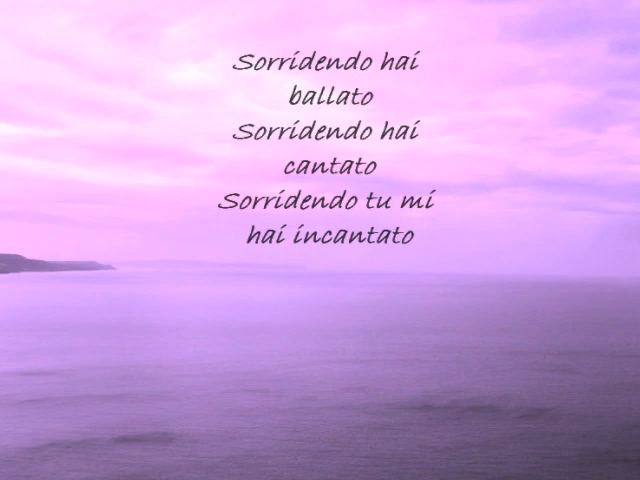 Sorridendo hai
ballato
Sorridendo hai
cantato
Sorridendo tu mi
hai incantato